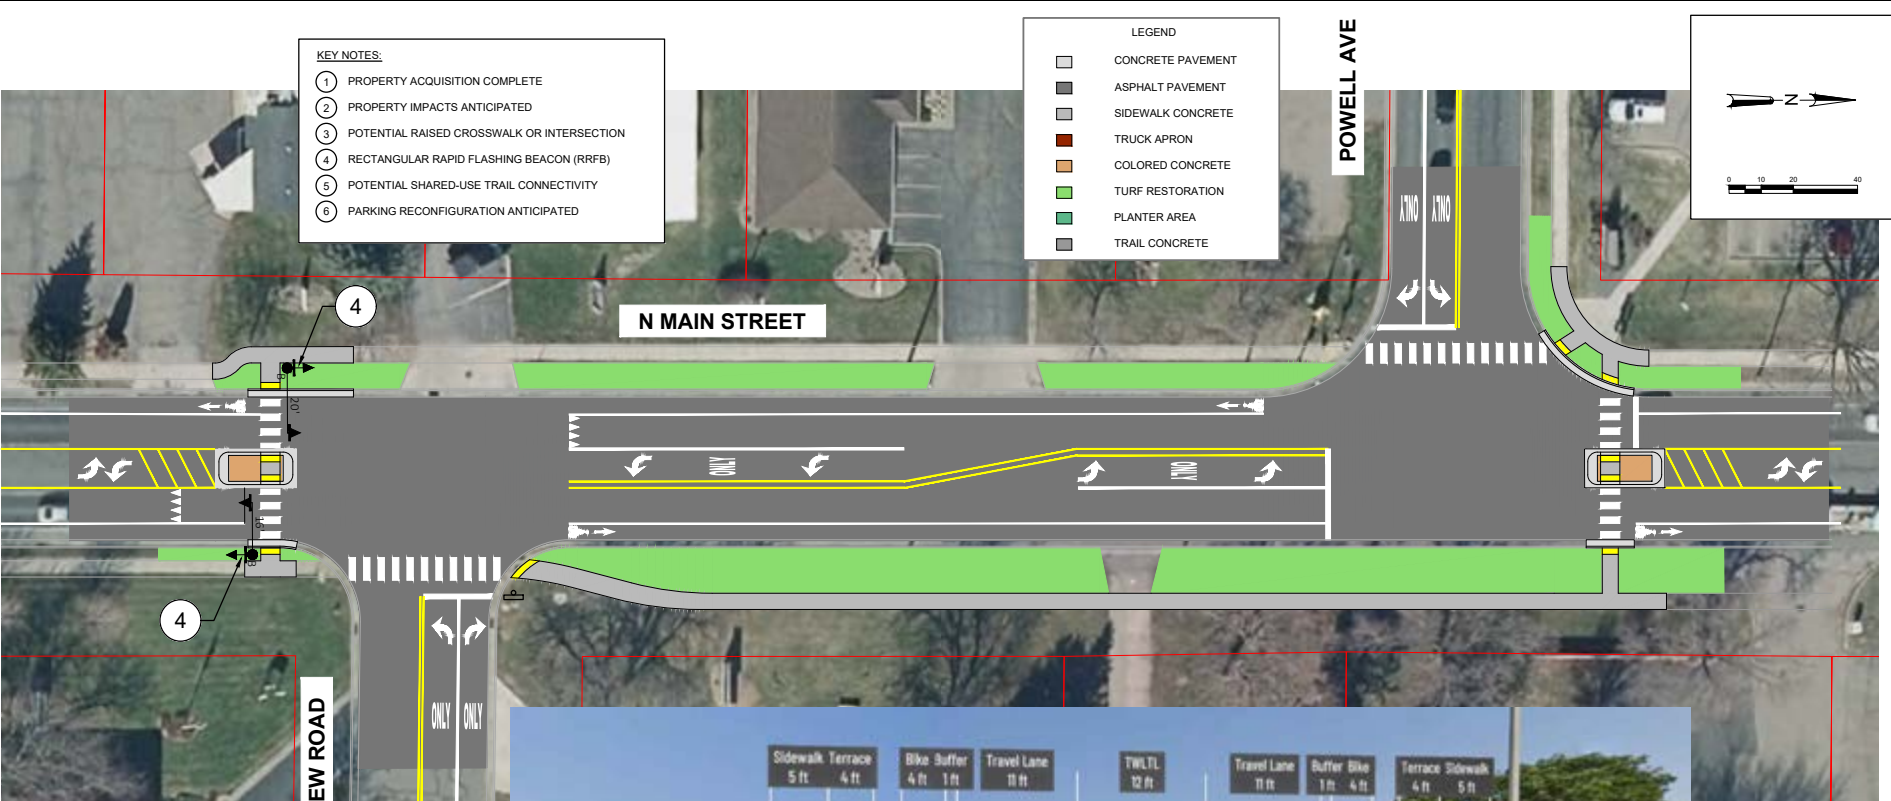 KEY NOTES:
1 PROPERTY ACQUISITION COMPLETE
2 PROPERTY IMPACTS ANTICIPATED
3 POTENTIAL RAISED CROSSWALK OR INTERSECTION
4 RECTANGULAR RAPID FLASHING BEACON (RRFB)
5 POTENTIAL SHARED-USE TRAIL CONNECTIVITY
6 PARKING RECONFIGURATION ANTICIPATED
LEGEND
CONCRETE PAVEMENT
ASPHALT PAVEMENT
SIDEWALK CONCRETE
TRUCK APRON
COLORED CONCRETE
TURF RESTORATION
PLANTER AREA
TRAIL CONCRETE
POWELL AVE
N
0 10 20 40
ONLY ONLY
4
N MAIN STREET
20'
ONLY
ONLY
16'
4
EW ROAD
ONLY ONLY
Sidewalk Terrace
5 ft 4 ft
Bike Buffer
4 ft 1 ft
Travel Lane
11 ft
TWLTL
12 ft
Travel Lane
11 ft
Buffer Bike
1 ft 4 ft
Terrace Sidewalk
4 ft 5 ft